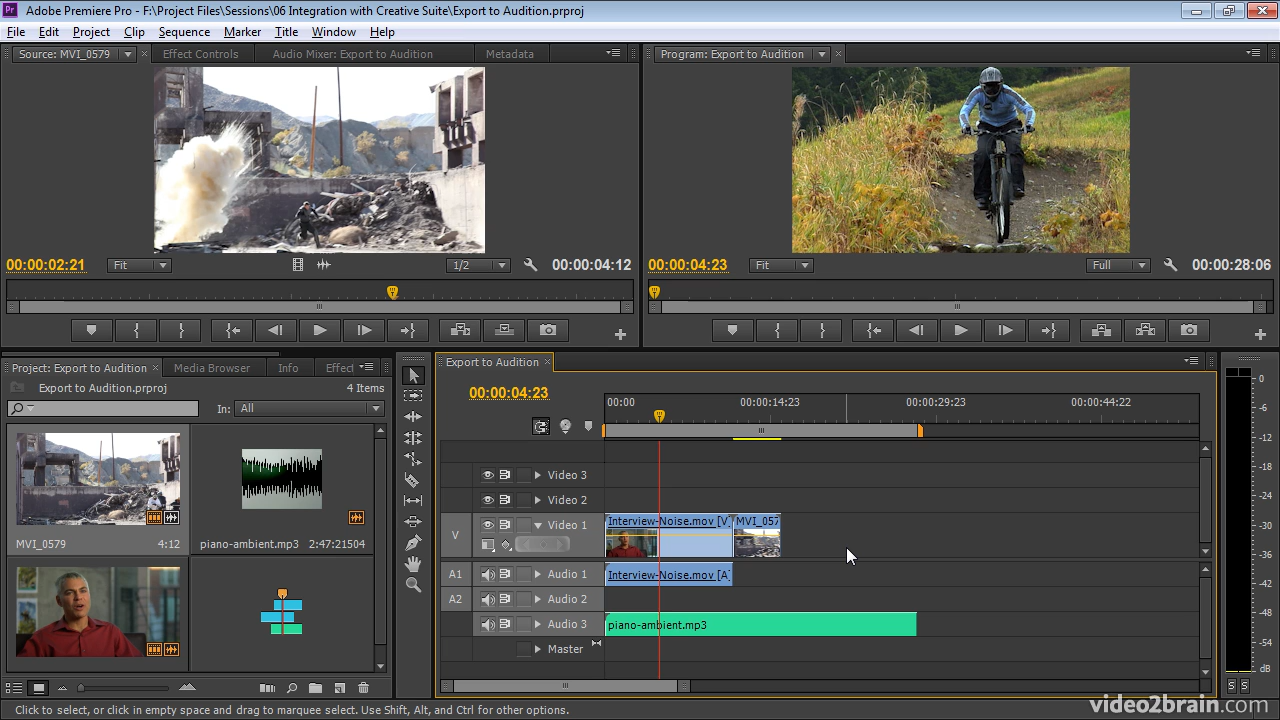 Pr Adobe Premiere Pro - F:\Project Files\Sessions\06 Integration with Creative Suite\Export to Audition.prproj
File Edit Project Clip Sequence Marker Title Window Help
Source: MVI_0579 Effect Controls Audio Mixer: Export to Audition Metadata
Program: Export to Audition
00:00:02:21 Fit 1/2 00:00:04:12
00:00:04:23 Fit Full 00:00:28:06
Project: Export to Audition Media Browser Info Effect
Export to Audition.prproj 4 Items
In: All
MVI_0579 4:12
piano-ambient.mp3 2:47:21504
Export to Audition
00:00:04:23
00:00 00:00:14:23 00:00:29:23 00:00:44:22
Video 3
Video 2
V Video 1 Interview-Noise.mov [V] MVI_057
A1 Audio 1 Interview-Noise.mov [A]
A2 Audio 2
Audio 3 piano-ambient.mp3
Master
0
-6
-12
-18
-24
-30
-36
-42
-48
-54
dB
S S
Click to select, or click in empty space and drag to marquee select. Use Shift, Alt, and Ctrl for other options.
video2brain.com